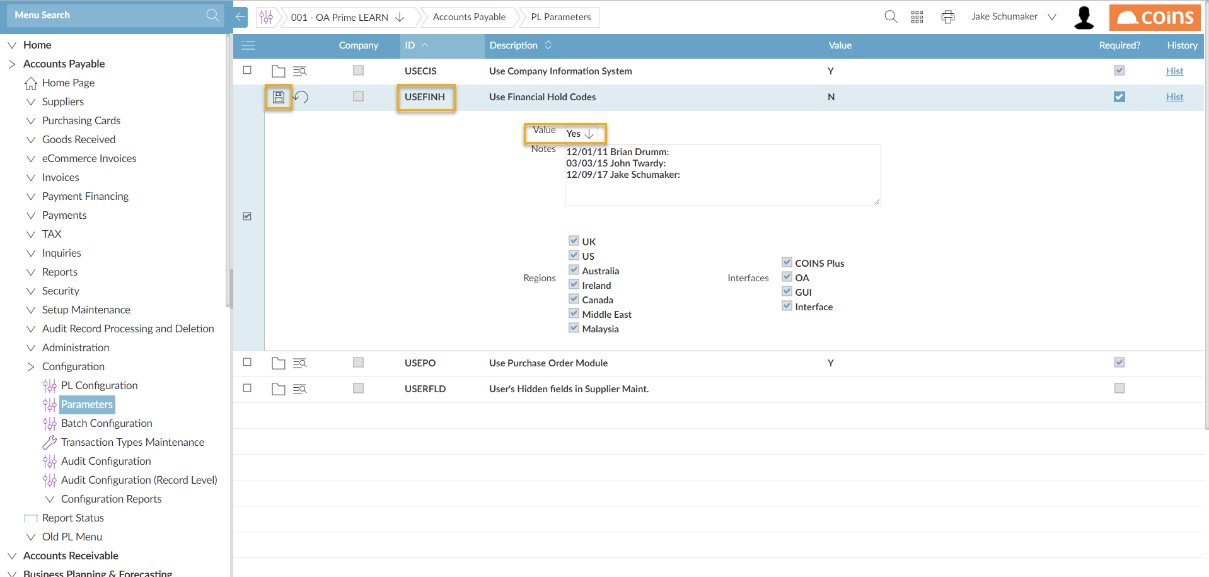 Menu Search
001 - OA Prime LEARN
Accounts Payable
PL Parameters
Jake Schumaker
COINS
Home
Accounts Payable
Home Page
Suppliers
Purchasing Cards
Goods Received
eCommerce Invoices
Invoices
Payment Financing
Payments
TAX
Inquiries
Reports
Security
Setup Maintenance
Audit Record Processing and Deletion
Administration
Configuration
PL Configuration
Parameters
Batch Configuration
Transaction Types Maintenance
Audit Configuration
Audit Configuration (Record Level)
Configuration Reports
Report Status
Old PL Menu
Accounts Receivable
Business Planning & Forecasting
Company ID Description Value Required? History
USECIS Use Company Information System Y Hist
USEFINH Use Financial Hold Codes N Hist
Value Yes
Notes
12/01/11 Brian Drumm:
03/03/15 John Twardy:
12/09/17 Jake Schumaker:
Regions
UK
US
Australia
Ireland
Canada
Middle East
Malaysia
Interfaces
COINS Plus
OA
GUI
Interface
USEPO Use Purchase Order Module Y
USERFLD User's Hidden fields in Supplier Maint.